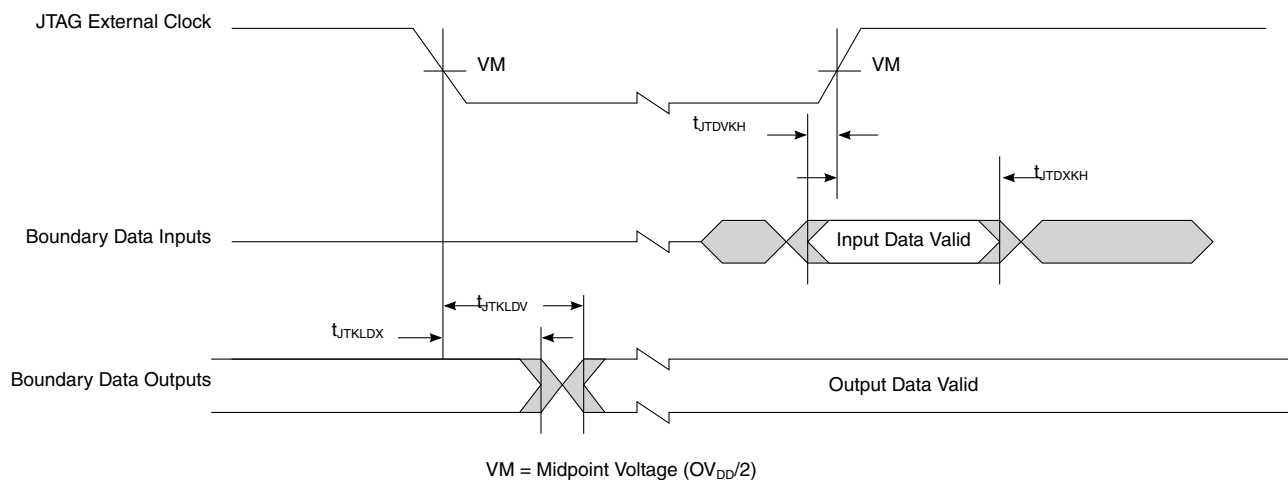 JTAG External Clock
VM
VM
tJTDVKH
tJTDXKH
Boundary Data Inputs
Input Data Valid
tJTKLDV
tJTKLDX
Boundary Data Outputs
Output Data Valid
VM = Midpoint Voltage (OVDD/2)